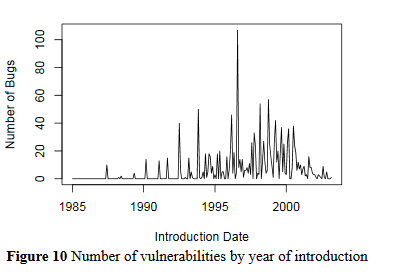 100
80
60
40
20
0
Number of Bugs
1985 1990 1995 2000
Introduction Date
Figure 10 Number of vulnerabilities by year of introduction